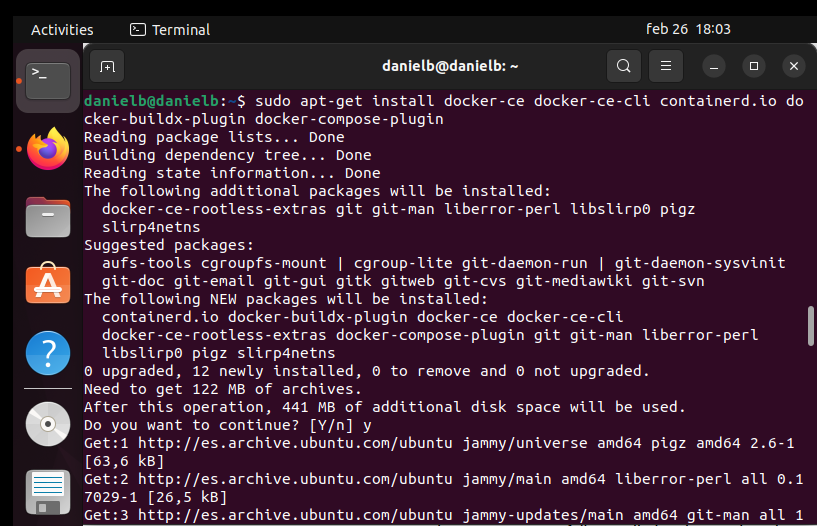 Activities
Terminal
feb 26 18:03
danielb@danielb: ~
danielb@danielb:~$ sudo apt-get install docker-ce docker-ce-cli containerd.io do
cker-buildx-plugin docker-compose-plugin
Reading package lists... Done
Building dependency tree... Done
Reading state information... Done
The following additional packages will be installed:
  docker-ce-rootless-extras git git-man liberror-perl libslirp0 pigz
  slirp4netns
Suggested packages:
  aufs-tools cgroupfs-mount | cgroup-lite git-daemon-run | git-daemon-sysvinit
  git-doc git-email git-gui gitk gitweb git-cvs git-mediawiki git-svn
The following NEW packages will be installed:
  containerd.io docker-buildx-plugin docker-ce docker-ce-cli
  docker-ce-rootless-extras docker-compose-plugin git git-man liberror-perl
  libslirp0 pigz slirp4netns
0 upgraded, 12 newly installed, 0 to remove and 0 not upgraded.
Need to get 122 MB of archives.
After this operation, 441 MB of additional disk space will be used.
Do you want to continue? [Y/n] y
Get:1 http://es.archive.ubuntu.com/ubuntu jammy/universe amd64 pigz amd64 2.6-1
[63,6 kB]
Get:2 http://es.archive.ubuntu.com/ubuntu jammy/main amd64 liberror-perl all 0.1
7029-1 [26,5 kB]
Get:3 http://es.archive.ubuntu.com/ubuntu jammy-updates/main amd64 git-man all 1